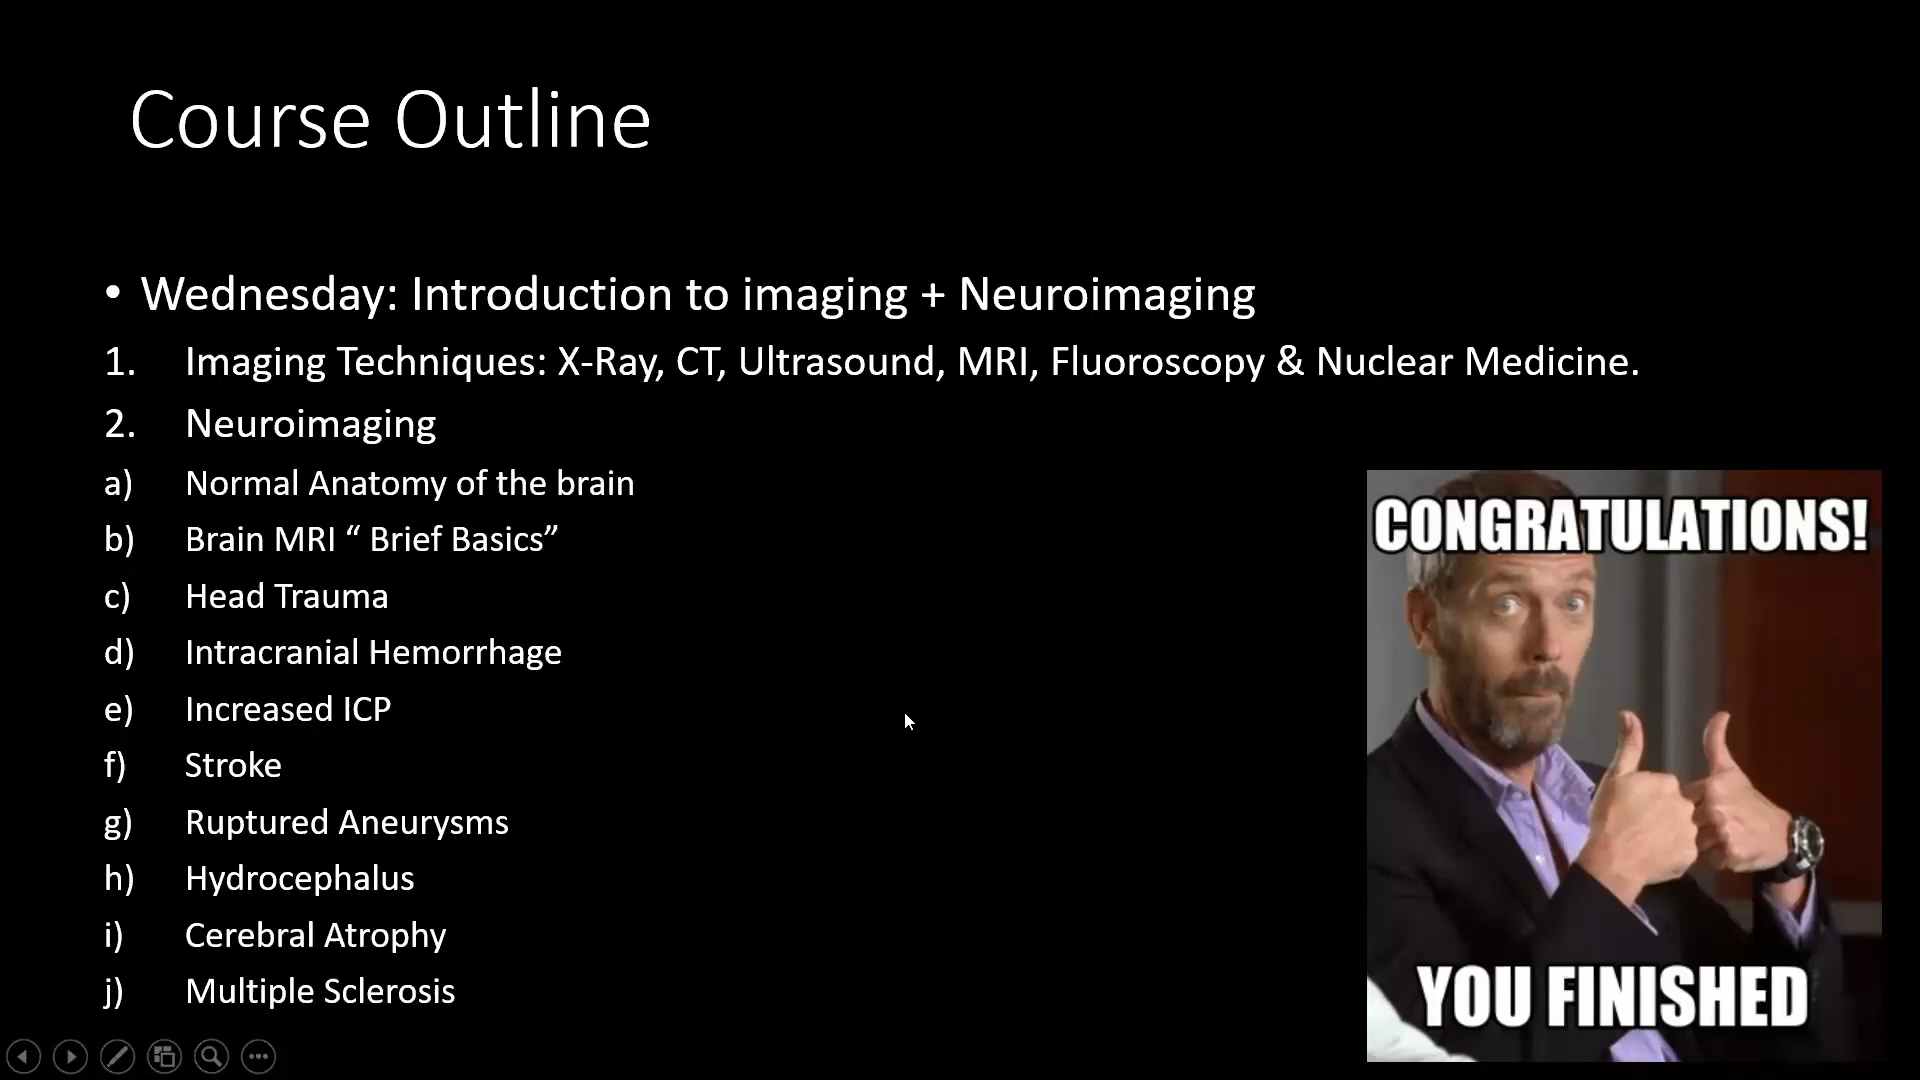 Course Outline
• Wednesday: Introduction to imaging + Neuroimaging
1. Imaging Techniques: X-Ray, CT, Ultrasound, MRI, Fluoroscopy & Nuclear Medicine.
2. Neuroimaging
a) Normal Anatomy of the brain
b) Brain MRI “ Brief Basics”
c) Head Trauma
d) Intracranial Hemorrhage
e) Increased ICP
f) Stroke
g) Ruptured Aneurysms
h) Hydrocephalus
i) Cerebral Atrophy
j) Multiple Sclerosis
CONGRATULATIONS!
YOU FINISHED